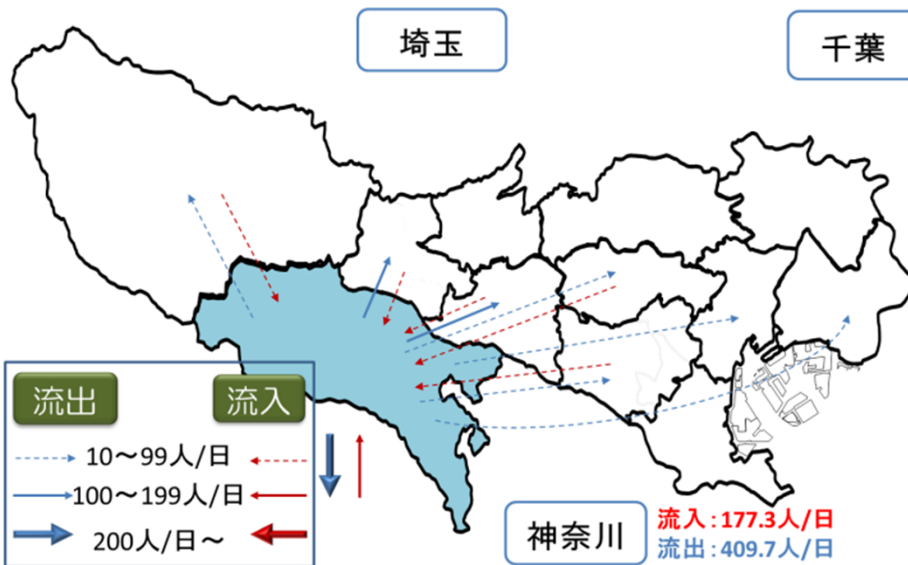 埼玉
千葉
流出
流入
10～99人/日
100～199人/日
200人/日～
神奈川
流入：177.3人/日
流出：409.7人/日